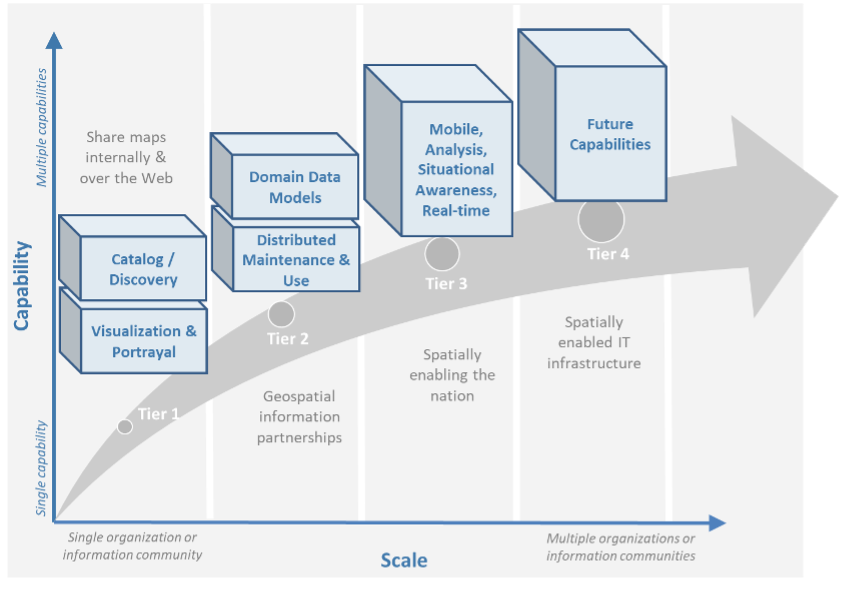 Multiple capabilities
Capability
Single capability
Share maps
internally &
over the Web
Catalog /
Discovery
Visualization &
Portrayal
Tier 1
Domain Data
Models
Distributed
Maintenance &
Use
Tier 2
Geospatial
information
partnerships
Mobile,
Analysis,
Situational
Awareness,
Real-time
Tier 3
Spatially
enabling the
nation
Future
Capabilities
Tier 4
Spatially
enabled IT
infrastructure
Single organization or
information community
Scale
Multiple organizations or
information communities